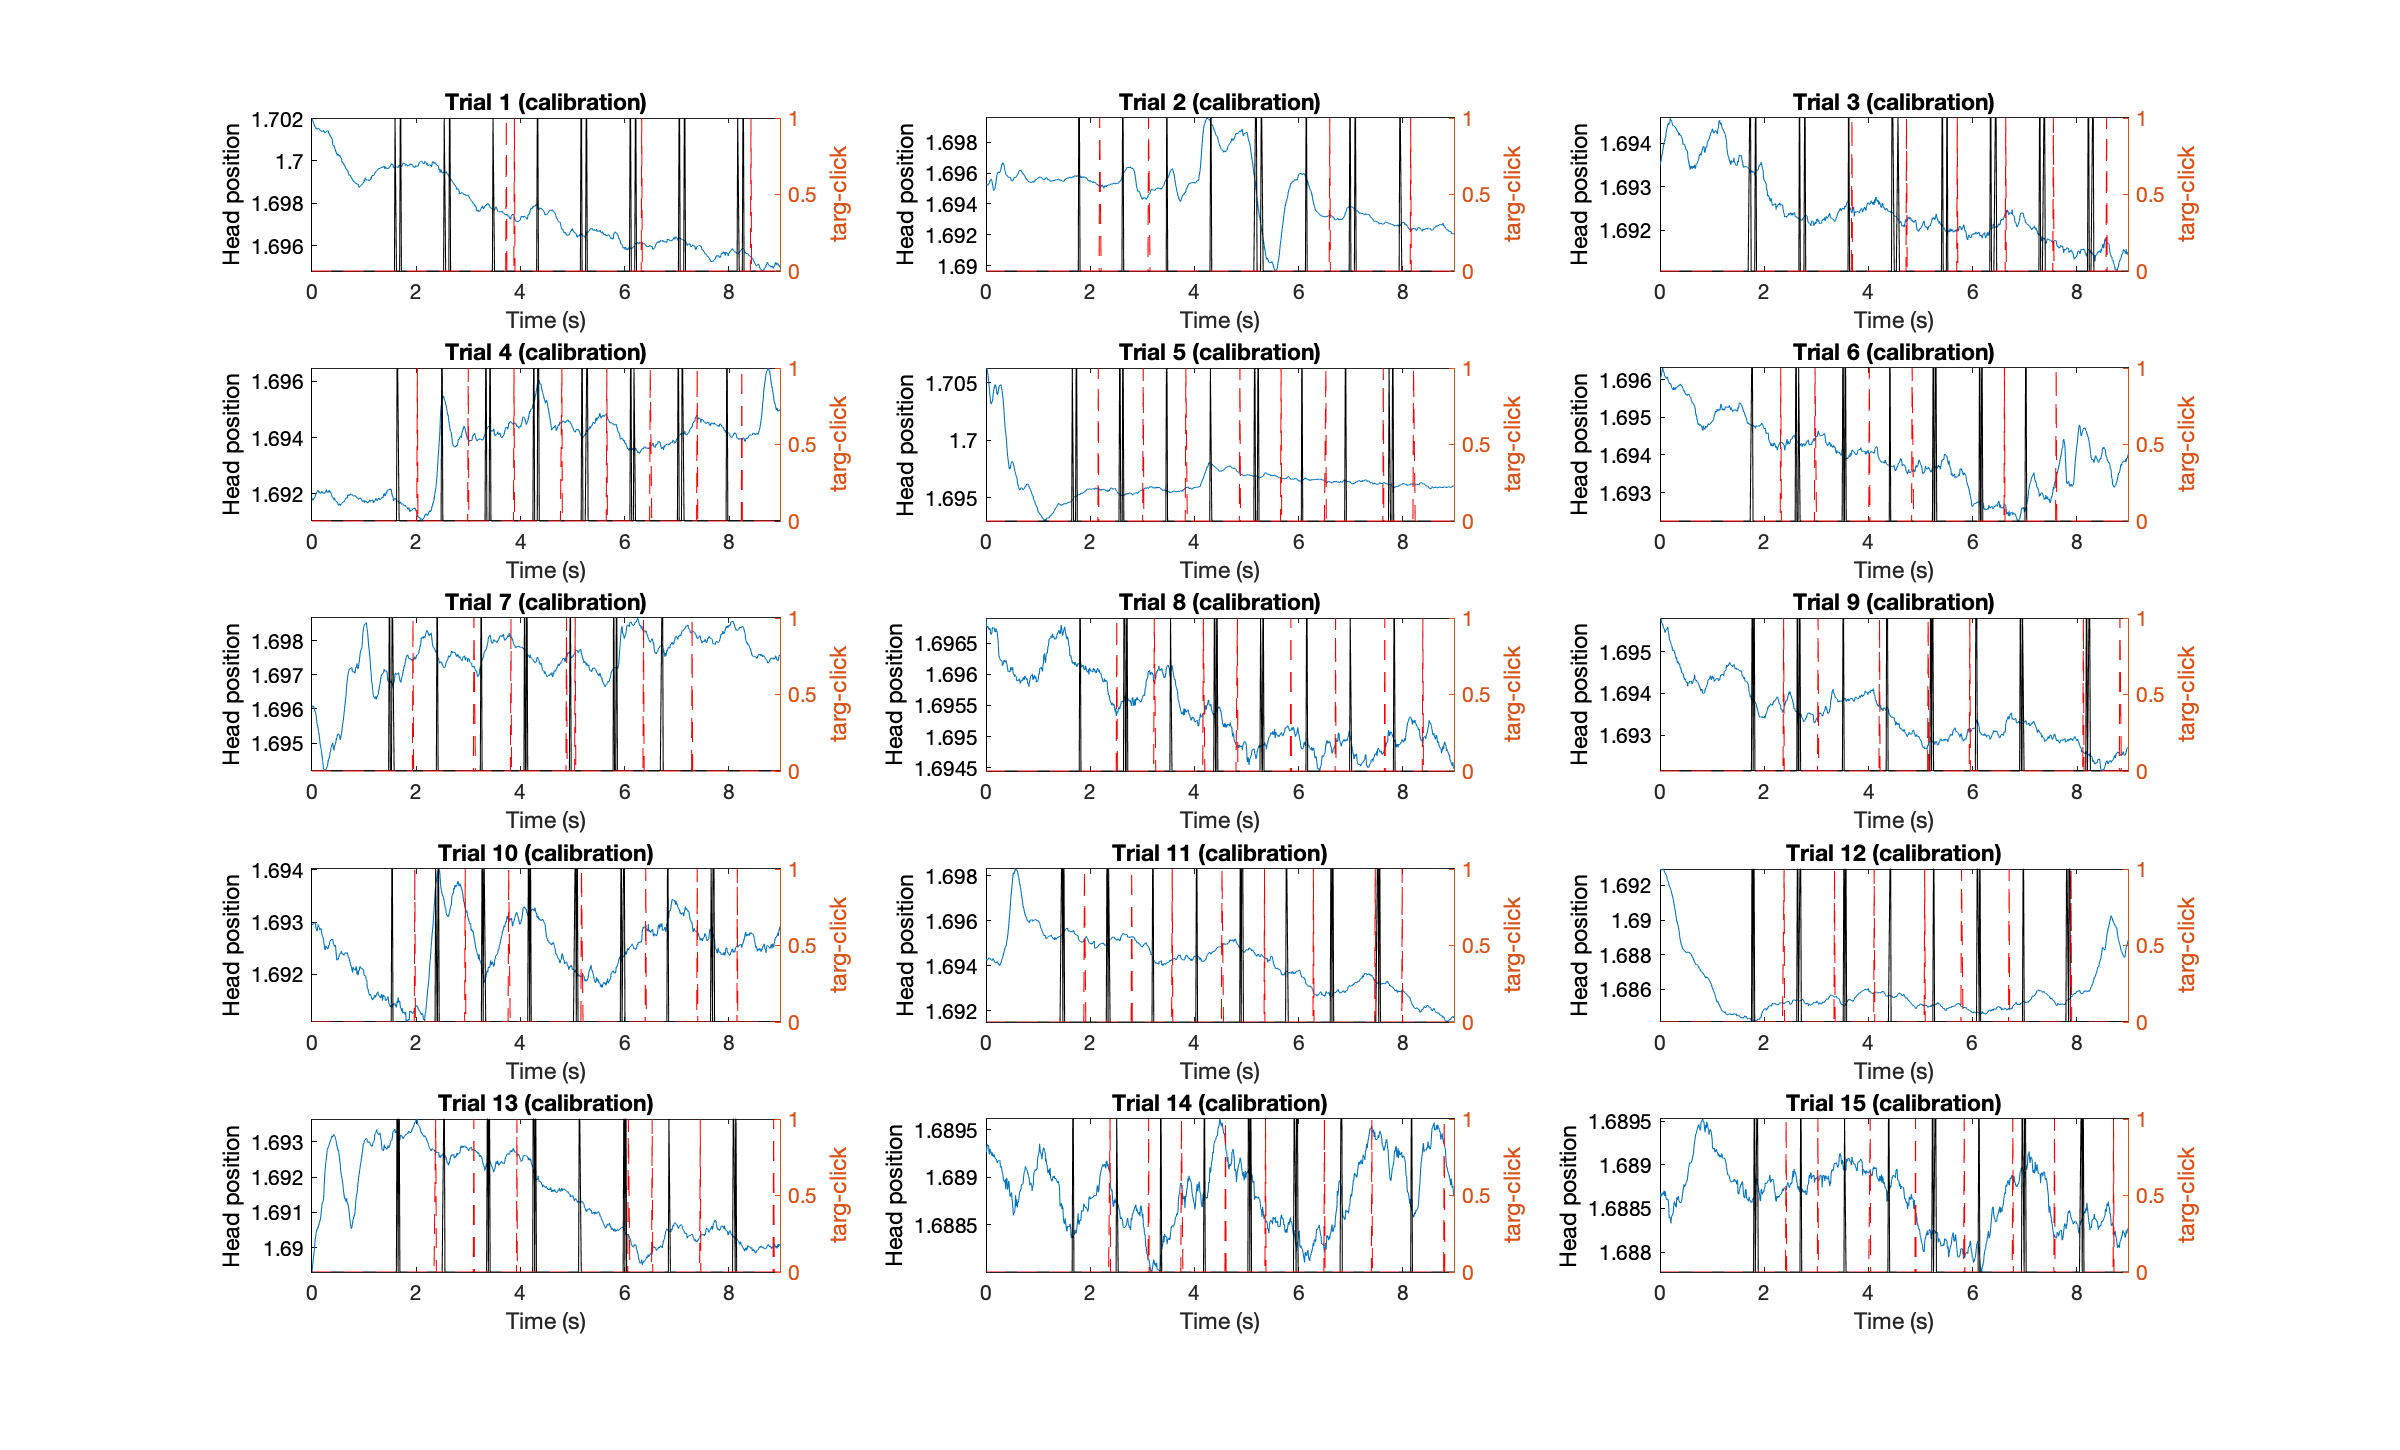 Trial 1 (calibration)
Head position
1.702
1.7
1.698
1.696
targ-click
1
0.5
0
0 2 4 6 8
Time (s)
Trial 2 (calibration)
Head position
1.698
1.696
1.694
1.692
1.69
targ-click
1
0.5
0
0 2 4 6 8
Time (s)
Trial 3 (calibration)
Head position
1.694
1.693
1.692
targ-click
1
0.5
0
0 2 4 6 8
Time (s)
Trial 4 (calibration)
Head position
1.696
1.694
1.692
targ-click
1
0.5
0
0 2 4 6 8
Time (s)
Trial 5 (calibration)
Head position
1.705
1.7
1.695
targ-click
1
0.5
0
0 2 4 6 8
Time (s)
Trial 6 (calibration)
Head position
1.696
1.695
1.694
1.693
targ-click
1
0.5
0
0 2 4 6 8
Time (s)
Trial 7 (calibration)
Head position
1.698
1.697
1.696
1.695
targ-click
1
0.5
0
0 2 4 6 8
Time (s)
Trial 8 (calibration)
Head position
1.6965
1.696
1.6955
1.695
1.6945
targ-click
1
0.5
0
0 2 4 6 8
Time (s)
Trial 9 (calibration)
Head position
1.695
1.694
1.693
targ-click
1
0.5
0
0 2 4 6 8
Time (s)
Trial 10 (calibration)
Head position
1.694
1.693
1.692
targ-click
1
0.5
0
0 2 4 6 8
Time (s)
Trial 11 (calibration)
Head position
1.698
1.696
1.694
1.692
targ-click
1
0.5
0
0 2 4 6 8
Time (s)
Trial 12 (calibration)
Head position
1.692
1.69
1.688
1.686
targ-click
1
0.5
0
0 2 4 6 8
Time (s)
Trial 13 (calibration)
Head position
1.693
1.692
1.691
1.69
targ-click
1
0.5
0
0 2 4 6 8
Time (s)
Trial 14 (calibration)
Head position
1.6895
1.689
1.6885
targ-click
1
0.5
0
0 2 4 6 8
Time (s)
Trial 15 (calibration)
Head position
1.6895
1.689
1.6885
1.688
targ-click
1
0.5
0
0 2 4 6 8
Time (s)